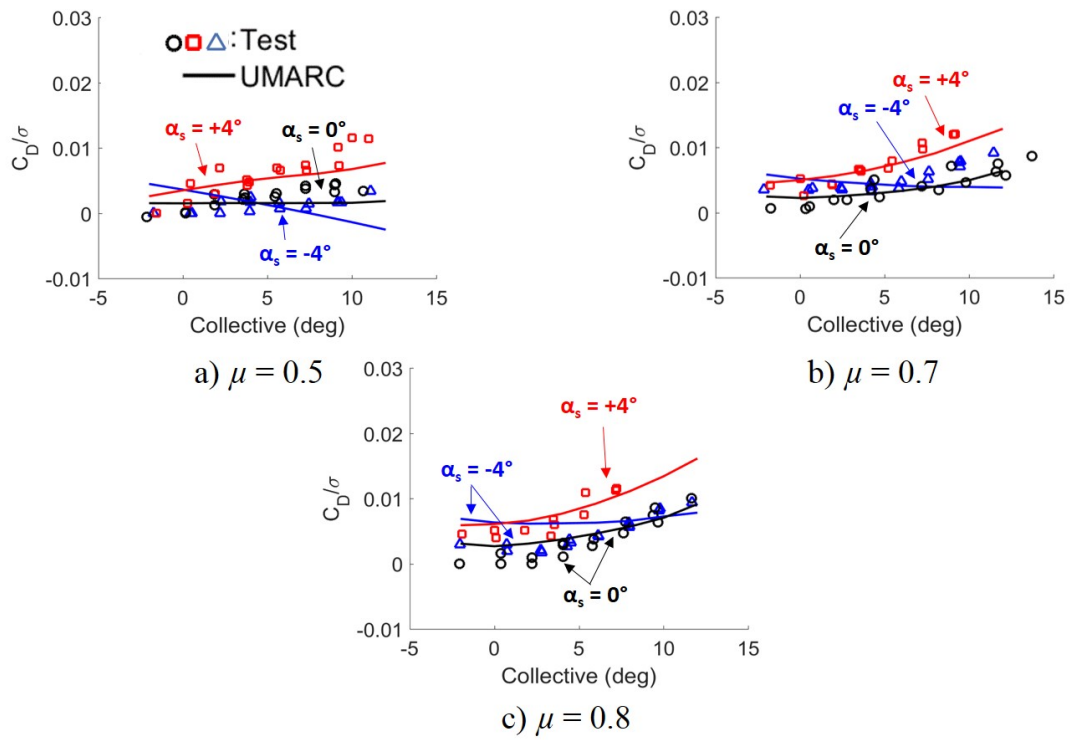 0.03
0.02
0.01
0
-0.01
C_D/σ
:Test
UMARC
α_s = +4°
α_s = 0°
α_s = -4°
-5 0 5 10 15
Collective (deg)
a) μ = 0.5
0.03
0.02
0.01
0
-0.01
C_D/σ
α_s = +4°
α_s = -4°
α_s = 0°
-5 0 5 10 15
Collective (deg)
b) μ = 0.7
0.03
0.02
0.01
0
-0.01
C_D/σ
α_s = +4°
α_s = -4°
α_s = 0°
-5 0 5 10 15
Collective (deg)
c) μ = 0.8